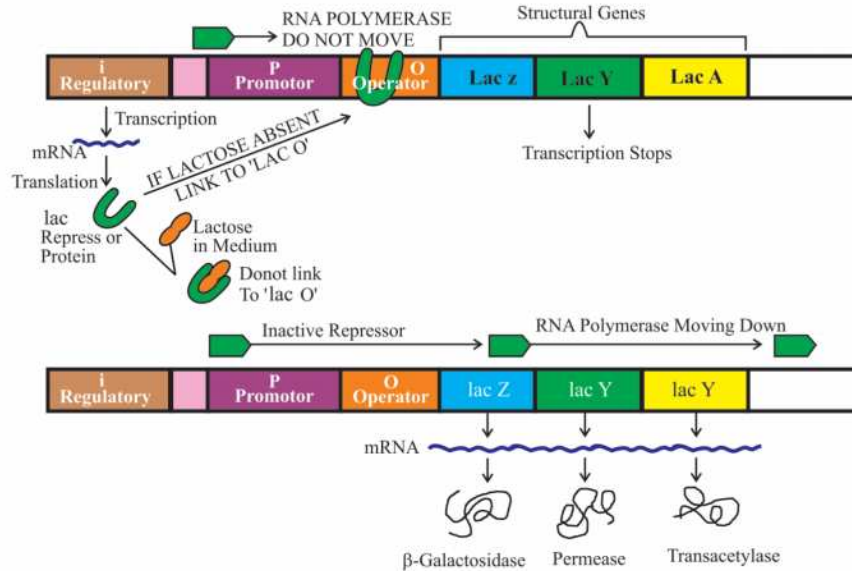 RNA POLYMERASE
DO NOT MOVE
Structural Genes
i
Regulatory
P
Promotor
O
Operator
Lac z
Lac Y
Lac A
Transcription
mRNA
Translation
IF LACTOSE ABSENT
LINK TO 'LAC O'
Transcription Stops
lac
Repress or
Protein
Lactose
in Medium
Donot link
To 'lac O'
Inactive Repressor
RNA Polymerase Moving Down
i
Regulatory
P
Promotor
O
Operator
lac Z
lac Y
lac Y
mRNA
β-Galactosidase
Permease
Transacetylase